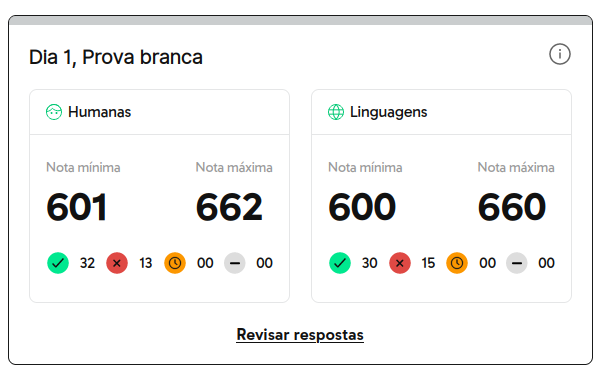 Dia 1, Prova branca
Humanas
Nota mínima
Nota máxima
601
662
32
13
00
00
Linguagens
Nota mínima
Nota máxima
600
660
30
15
00
00
Revisar respostas